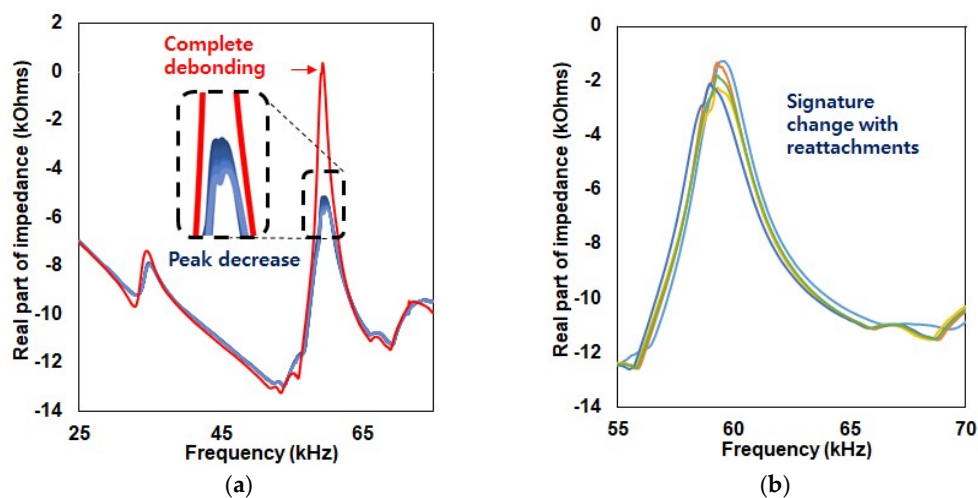 2
0
-2
-4
-6
-8
-10
-12
-14
Real part of impedance (kOhms)
Complete
debonding
Peak decrease
25
45
65
Frequency (kHz)
(a)
0
-2
-4
-6
-8
-10
-12
-14
Real part of impedance (kOhms)
Signature
change with
reattachments
55
60
65
70
Frequency (kHz)
(b)